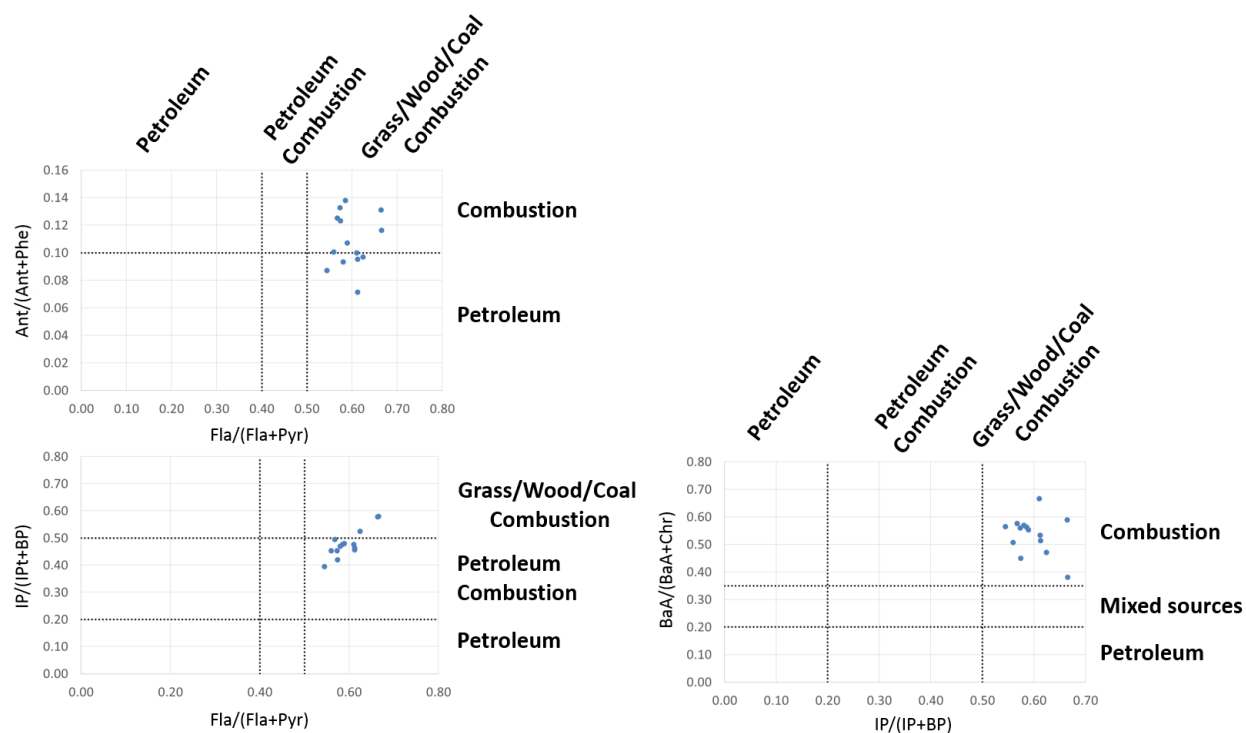 Petroleum
Petroleum
Combustion
Grass/Wood/Coal
Combustion
0.16
0.14
0.12
0.10
0.08
0.06
0.04
0.02
0.00
Ant/(Ant+Phe)
Combustion
Petroleum
0.00 0.10 0.20 0.30 0.40 0.50 0.60 0.70 0.80
Fla/(Fla+Pyr)
0.80
0.70
0.60
0.50
0.40
0.30
0.20
0.10
0.00
IP/(IPt+BP)
Grass/Wood/Coal
Combustion
Petroleum
Combustion
Petroleum
0.00 0.20 0.40 0.60 0.80
Fla/(Fla+Pyr)
Petroleum
Petroleum
Combustion
Grass/Wood/Coal
Combustion
0.80
0.70
0.60
0.50
0.40
0.30
0.20
0.10
0.00
BaA/(BaA+Chr)
Combustion
Mixed sources
Petroleum
0.00 0.10 0.20 0.30 0.40 0.50 0.60 0.70
IP/(IP+BP)